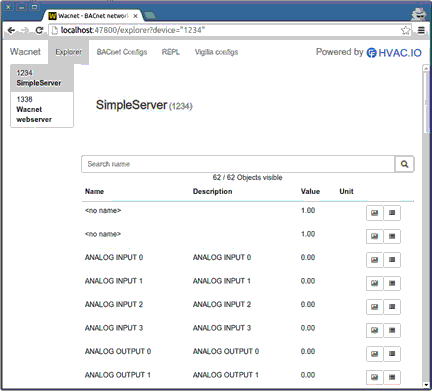 Wacnet - BACnet network
localhost:47800/explorer?device="1234"
Wacnet Explorer BACnet Configs REPL Vigilia configs Powered by HVAC.IO
1234
SimpleServer
1338
Wacnet
webserver
SimpleServer (1234)
Search name
62 / 62 Objects visible
Name Description Value Unit
<no name> 1.00
<no name> 1.00
ANALOG INPUT 0 ANALOG INPUT 0 0.00
ANALOG INPUT 1 ANALOG INPUT 1 0.00
ANALOG INPUT 2 ANALOG INPUT 2 0.00
ANALOG INPUT 3 ANALOG INPUT 3 0.00
ANALOG OUTPUT 0 ANALOG OUTPUT 0 0.00
ANALOG OUTPUT 1 ANALOG OUTPUT 1 0.00